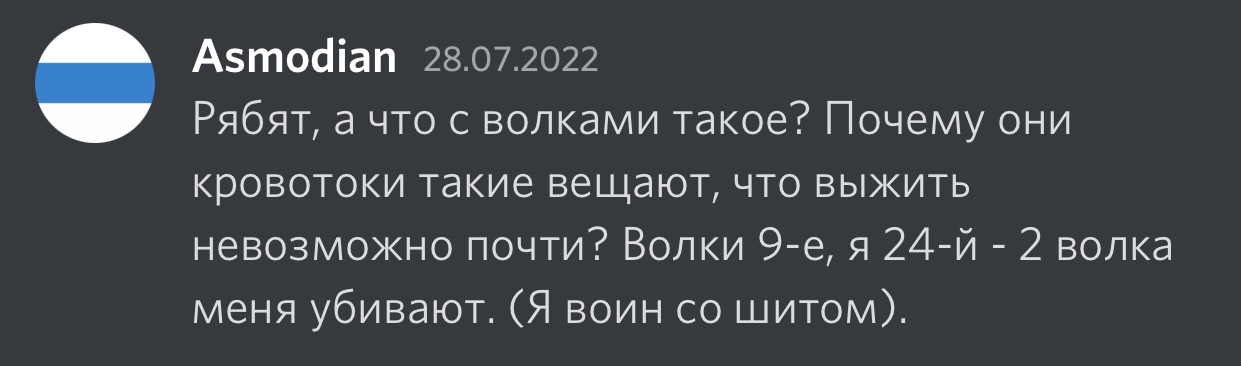 Asmodian 28.07.2022
Рябят, а что с волками такое? Почему они
кровотоки такие вещают, что выжить
невозможно почти? Волки 9-е, я 24-й - 2 волка
меня убивают. (Я воин со шитом).